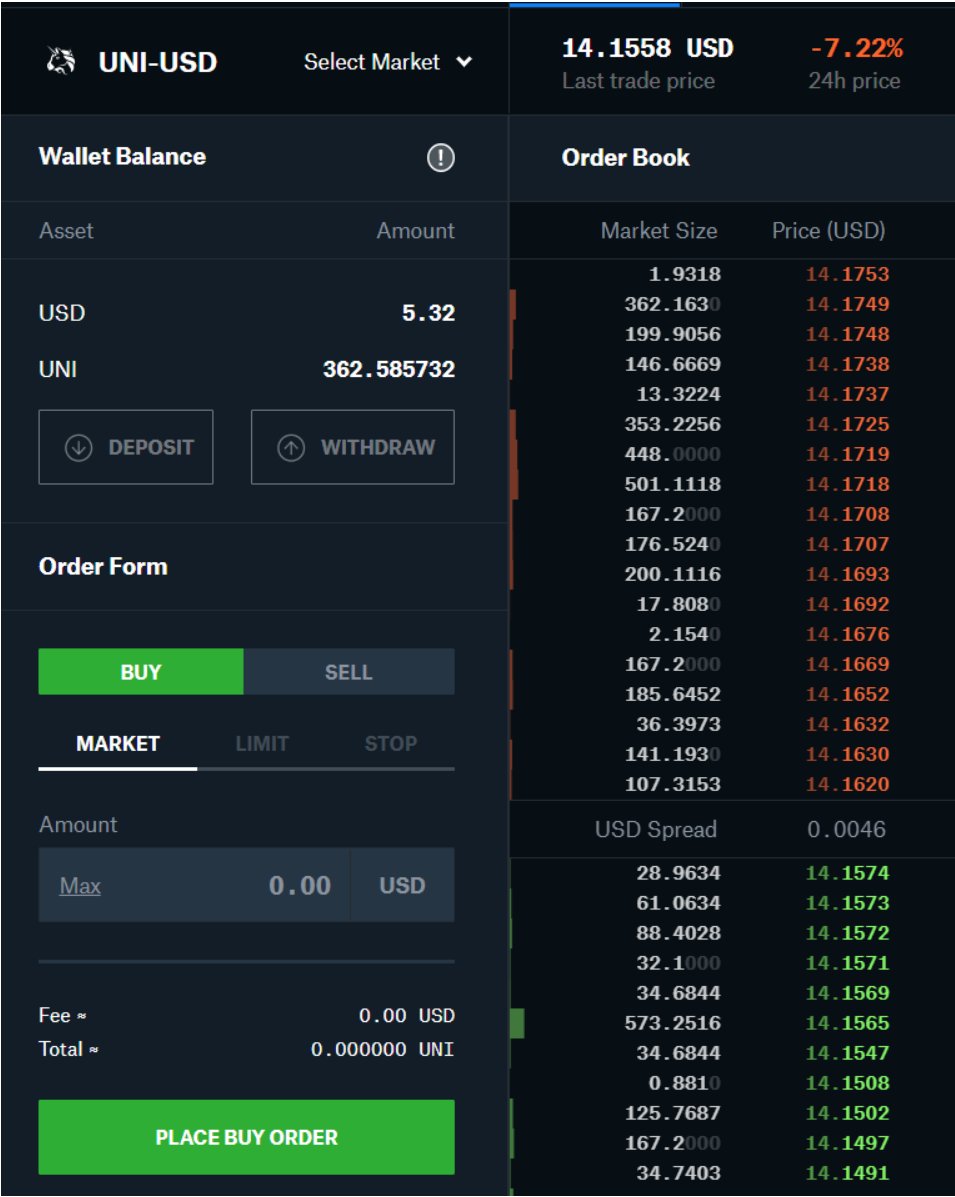 UNI-USD Select Market
14.1558 USD -7.22%
Last trade price 24h price
Wallet Balance
Asset Amount
USD 5.32
UNI 362.585732
DEPOSIT WITHDRAW
Order Form
BUY SELL
MARKET LIMIT STOP
Amount
Max 0.00 USD
Fee ≈ 0.00 USD
Total ≈ 0.000000 UNI
PLACE BUY ORDER
Order Book
Market Size Price (USD)
1.9318 14.1753
362.1630 14.1749
199.9056 14.1748
146.6669 14.1738
13.3224 14.1737
353.2256 14.1725
448.0000 14.1719
501.1118 14.1718
167.2000 14.1708
176.5240 14.1707
200.1116 14.1693
17.8080 14.1692
2.1540 14.1676
167.2000 14.1669
185.6452 14.1652
36.3973 14.1632
141.1930 14.1630
107.3153 14.1620
USD Spread 0.0046
28.9634 14.1574
61.0634 14.1573
88.4028 14.1572
32.1000 14.1571
34.6844 14.1569
573.2516 14.1565
34.6844 14.1547
0.8810 14.1508
125.7687 14.1502
167.2000 14.1497
34.7403 14.1491